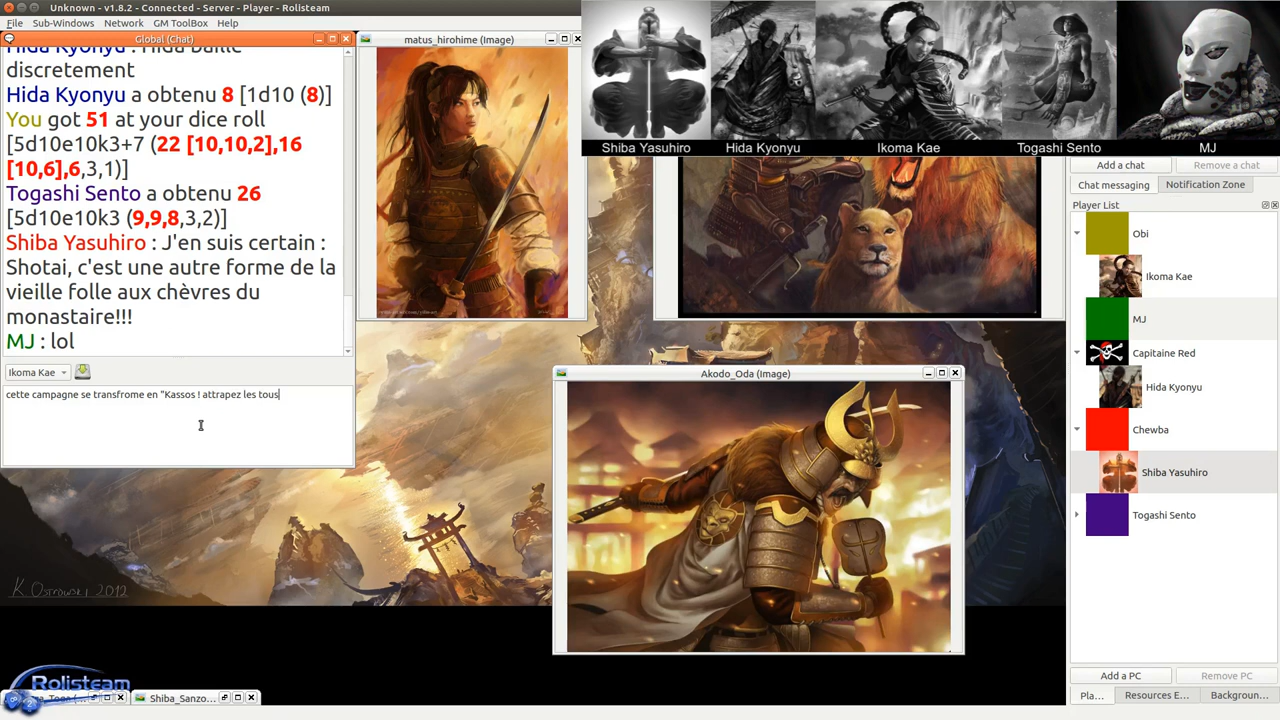 Unknown - v1.8.2 - Connected - Server - Player - Rolisteam
File Sub-Windows Network GM ToolBox Help
Global (Chat)
Hida Kyonyu : Hida baille
discretement
Hida Kyonyu a obtenu 8 [1d10 (8)]
You got 51 at your dice roll
[5d10e10k3+7 (22 [10,10,2],16
[10,6],6,3,1)]
Togashi Sento a obtenu 26
[5d10e10k3 (9,9,8,3,2)]
Shiba Yasuhiro : J'en suis certain :
Shotai, c'est une autre forme de la
vieille folle aux chèvres du
monastaire!!!
MJ : lol
Ikoma Kae
cette campagne se transfrome en "Kassos ! attrapez les tous
matus_hirohime (Image)
Akodo_Oda (Image)
Shiba Yasuhiro
Hida Kyonyu
Ikoma Kae
Togashi Sento
MJ
Add a chat
Remove a chat
Chat messaging
Notification Zone
Player List
Obi
Ikoma Kae
MJ
Capitaine Red
Hida Kyonyu
Chewba
Shiba Yasuhiro
Togashi Sento
Add a PC
Remove PC
Pla...
Resources E...
Backgroun...
K OSTROWSKI 2012
Rolisteam
Shiba_Sanzo...